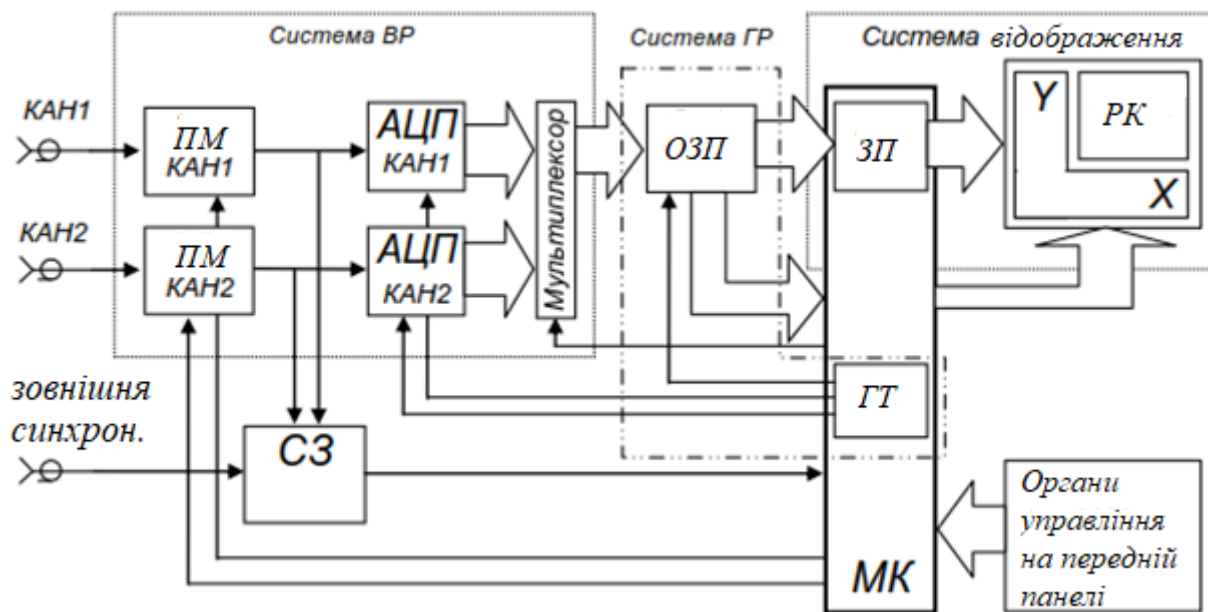 Система ВР
Система ГР
Система відображення
КАН1
ПМ
КАН1
АЦП
КАН1
Мультиплексор
ОЗП
ЗП
Y
РК
X
КАН2
ПМ
КАН2
АЦП
КАН2
зовнішня
синхрон.
СЗ
ГТ
МК
Органи
управління
на передній
панелі